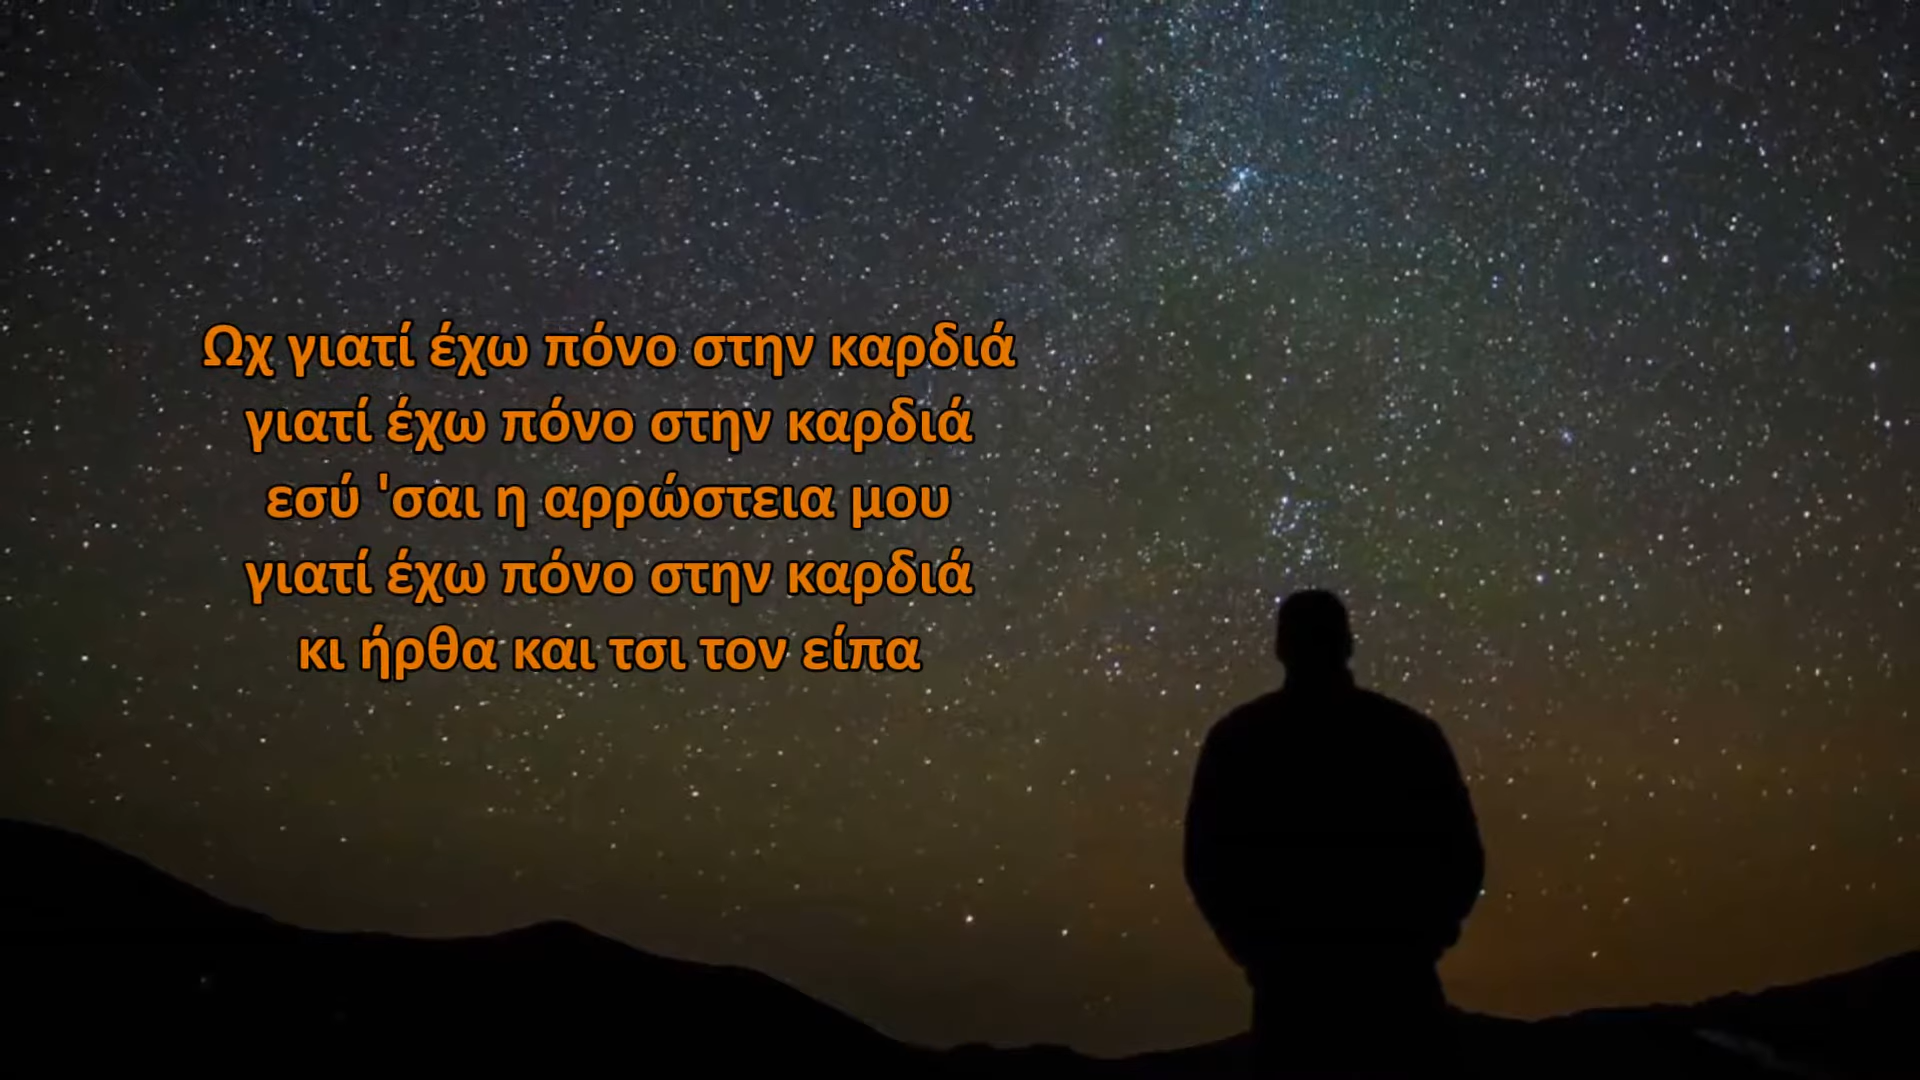 Ωχ γιατί έχω πόνο στην καρδιά
γιατί έχω πόνο στην καρδιά
εσύ 'σαι η αρρώστεια μου
γιατί έχω πόνο στην καρδιά
κι ήρθα και τσι τον είπα